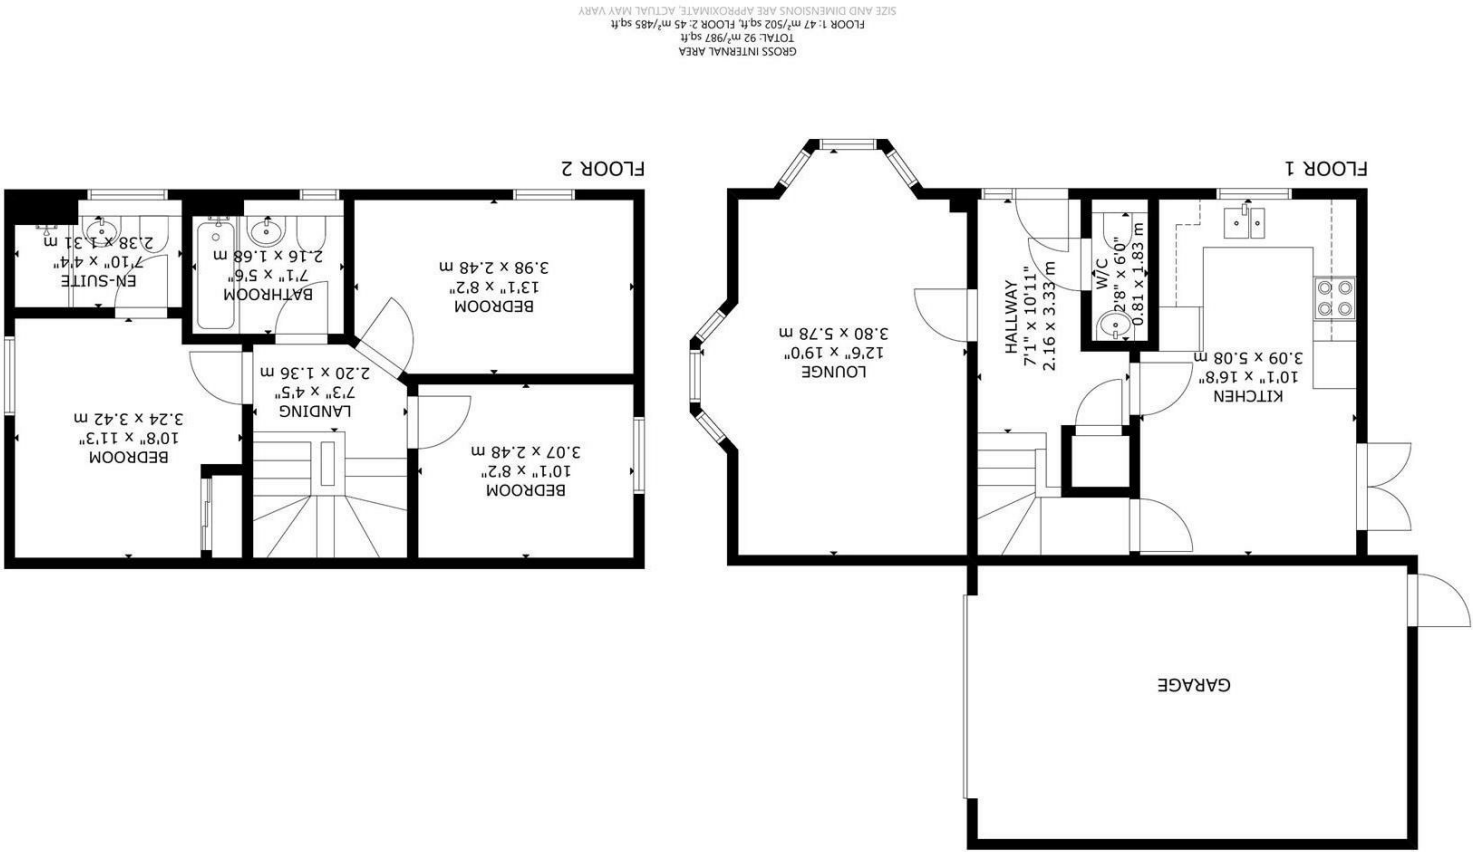 FLOOR 1
GARAGE
KITCHEN
10'1" x 16'8"
3.09 x 5.08 m
HALLWAY
7'1" x 10'11"
2.16 x 3.33 m
W/C
2'8" x 6'0"
0.81 x 1.83 m
LOUNGE
12'6" x 19'0"
3.80 x 5.78 m
FLOOR 2
BEDROOM
10'1" x 8'2"
3.07 x 2.48 m
BEDROOM
13'1" x 8'2"
3.98 x 2.48 m
LANDING
7'3" x 4'5"
2.20 x 1.36 m
BATHROOM
7'1" x 5'6"
2.16 x 1.68 m
BEDROOM
10'8" x 11'3"
3.24 x 3.42 m
EN-SUITE
7'10" x 4'4"
2.38 x 1.31 m
GROSS INTERNAL AREA
TOTAL: 92 m²/987 sq.ft
FLOOR 1: 47 m²/502 sq.ft, FLOOR 2: 45 m²/485 sq.ft
SIZE AND DIMENSIONS ARE APPROXIMATE, ACTUAL MAY VARY